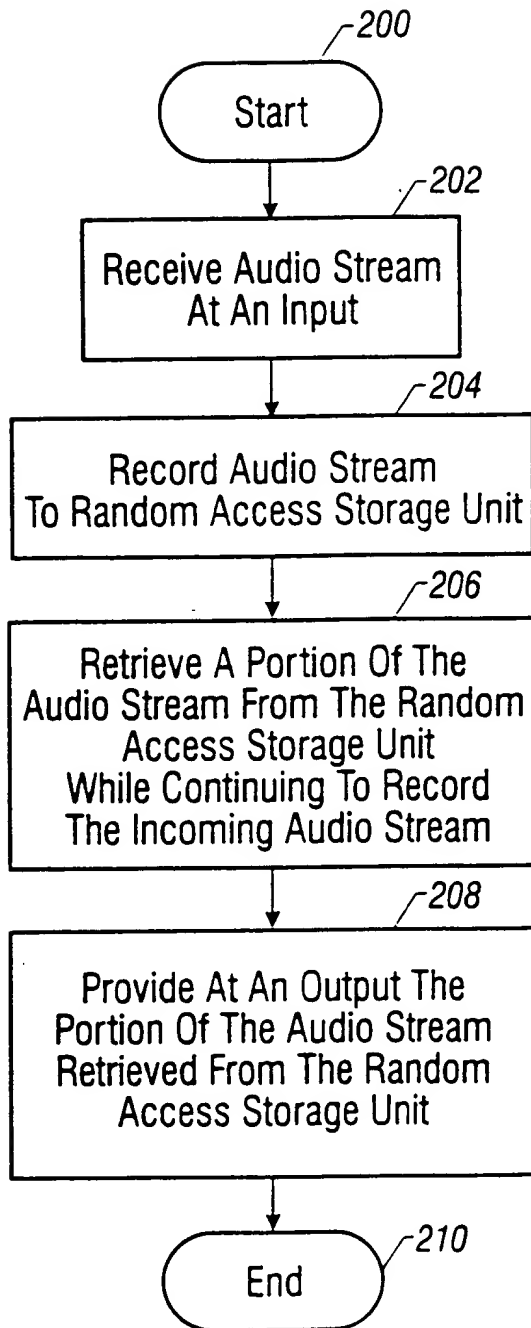 200
Start
202
Receive Audio Stream
At An Input
204
Record Audio Stream
To Random Access Storage Unit
206
Retrieve A Portion Of The
Audio Stream From The Random
Access Storage Unit
While Continuing To Record
The Incoming Audio Stream
208
Provide At An Output The
Portion Of The Audio Stream
Retrieved From The Random
Access Storage Unit
210
End